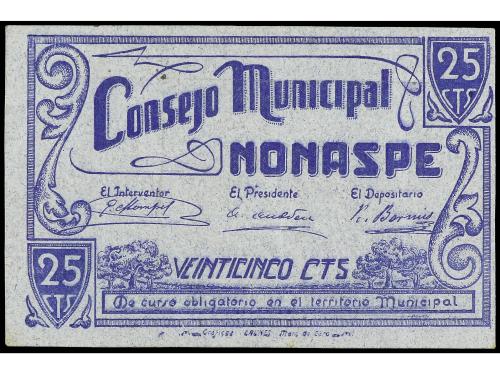 25
CTS
Consejo Municipal
NONASPE
El Interventor El Presidente El Depositario
25
CTS
VEINTICINCO CTS
De curso obligatorio en el territorio Municipal
Gráficas